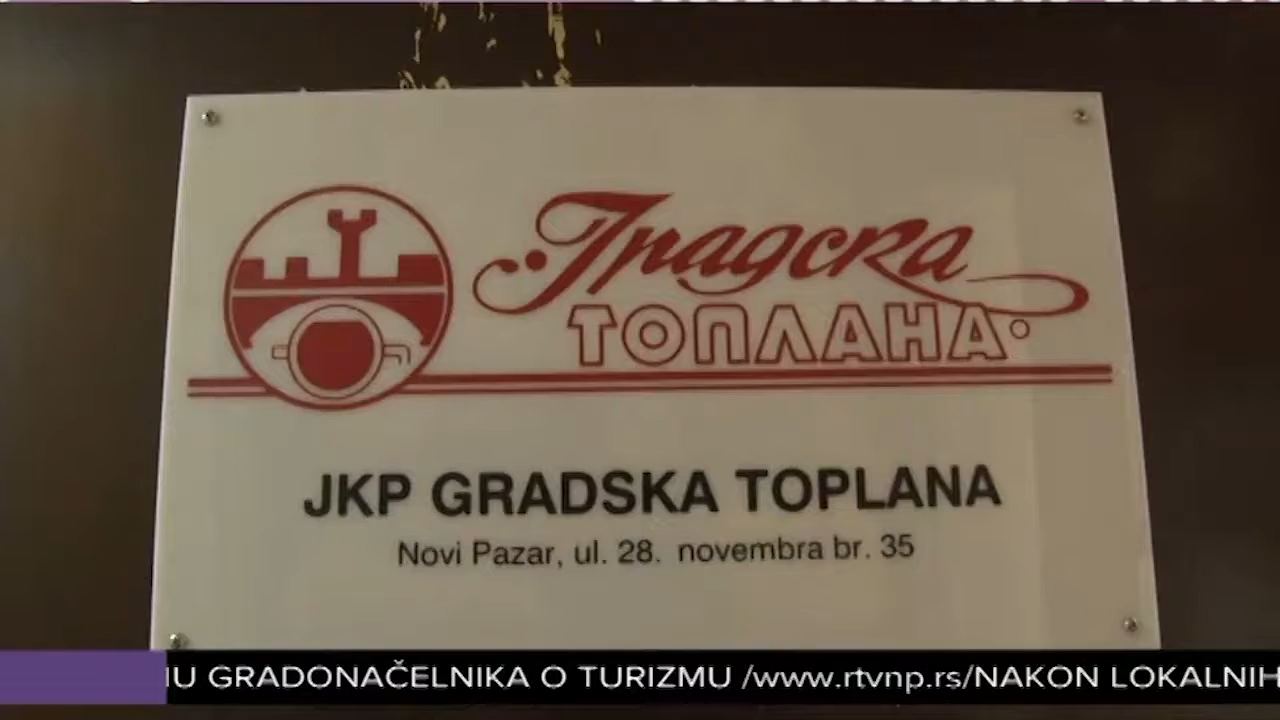 Градска
ТОПЛАНА
JKP GRADSKA TOPLANA
Novi Pazar, ul. 28. novembra br. 35
GRADONAČELNIKA O TURIZMU /www.rtvnp.rs/NAKON LOKALNIH